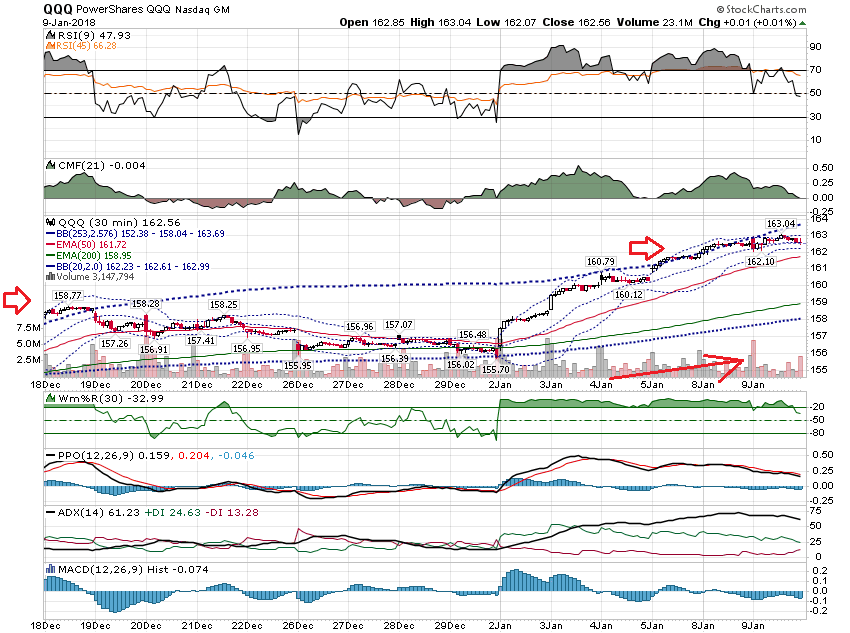 QQQ PowerShares QQQ Nasdaq GM
© StockCharts.com
9-Jan-2018
Open 162.85 High 163.04 Low 162.07 Close 162.56 Volume 23.1M Chg +0.01 (+0.01%)
RSI(9) 47.93
RSI(45) 66.28
90
70
50
30
10
CMF(21) -0.004
0.50
0.25
0.00
-0.25
QQQ (30 min) 162.56
BB(253,2.576) 152.38 - 158.04 - 163.69
EMA(50) 161.72
EMA(200) 158.95
BB(20,2.0) 162.23 - 162.61 - 162.99
Volume 3,147,794
164
163
162
161
160
159
158
157
156
155
7.5M
5.0M
2.5M
158.77
157.26
158.28
156.91
157.41
158.25
156.95
155.95
156.96
157.07
156.39
156.48
156.02
155.70
160.79
160.12
163.04
162.10
18Dec 19Dec 20Dec 21Dec 22Dec 26Dec 27Dec 28Dec 29Dec 2Jan 3Jan 4Jan 5Jan 8Jan 9Jan
Wm%R(30) -32.99
-20
-50
-80
PPO(12,26,9) 0.159, 0.204, -0.046
0.50
0.25
0.00
-0.25
ADX(14) 61.23 +DI 24.63 -DI 13.28
75
50
25
0
MACD(12,26,9) Hist -0.074
0.2
0.1
0.0
-0.1
-0.2
18Dec 19Dec 20Dec 21Dec 22Dec 26Dec 27Dec 28Dec 29Dec 2Jan 3Jan 4Jan 5Jan 8Jan 9Jan